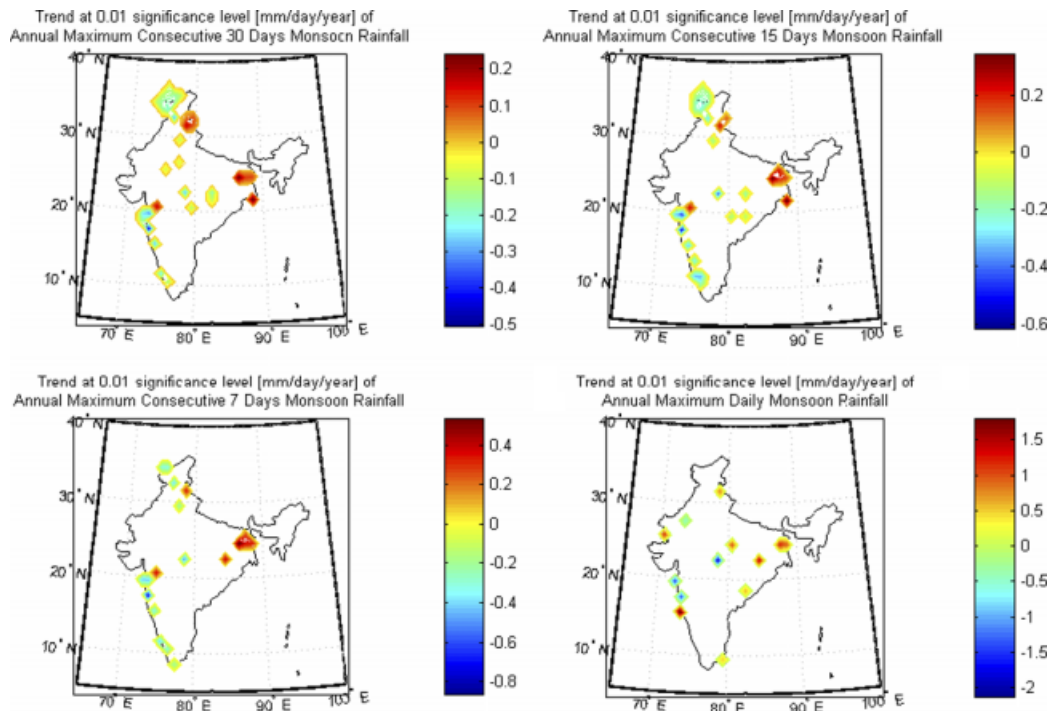 Trend at 0.01 significance level [mm/day/year] of
Annual Maximum Consecutive 30 Days Monsoon Rainfall
40° N
30° N
20° N
10° N
70° E
80° E
90° E
100° E
0.2
0.1
0
-0.1
-0.2
-0.3
-0.4
-0.5
Trend at 0.01 significance level [mm/day/year] of
Annual Maximum Consecutive 15 Days Monsoon Rainfall
40° N
30° N
20° N
10° N
70° E
80° E
90° E
100° E
0.2
0
-0.2
-0.4
-0.6
Trend at 0.01 significance level [mm/day/year] of
Annual Maximum Consecutive 7 Days Monsoon Rainfall
40° N
30° N
20° N
10° N
70° E
80° E
90° E
100° E
0.4
0.2
0
-0.2
-0.4
-0.6
-0.8
Trend at 0.01 significance level [mm/day/year] of
Annual Maximum Daily Monsoon Rainfall
40° N
30° N
20° N
10° N
70° E
80° E
90° E
100° E
1.5
1
0.5
0
-0.5
-1
-1.5
-2